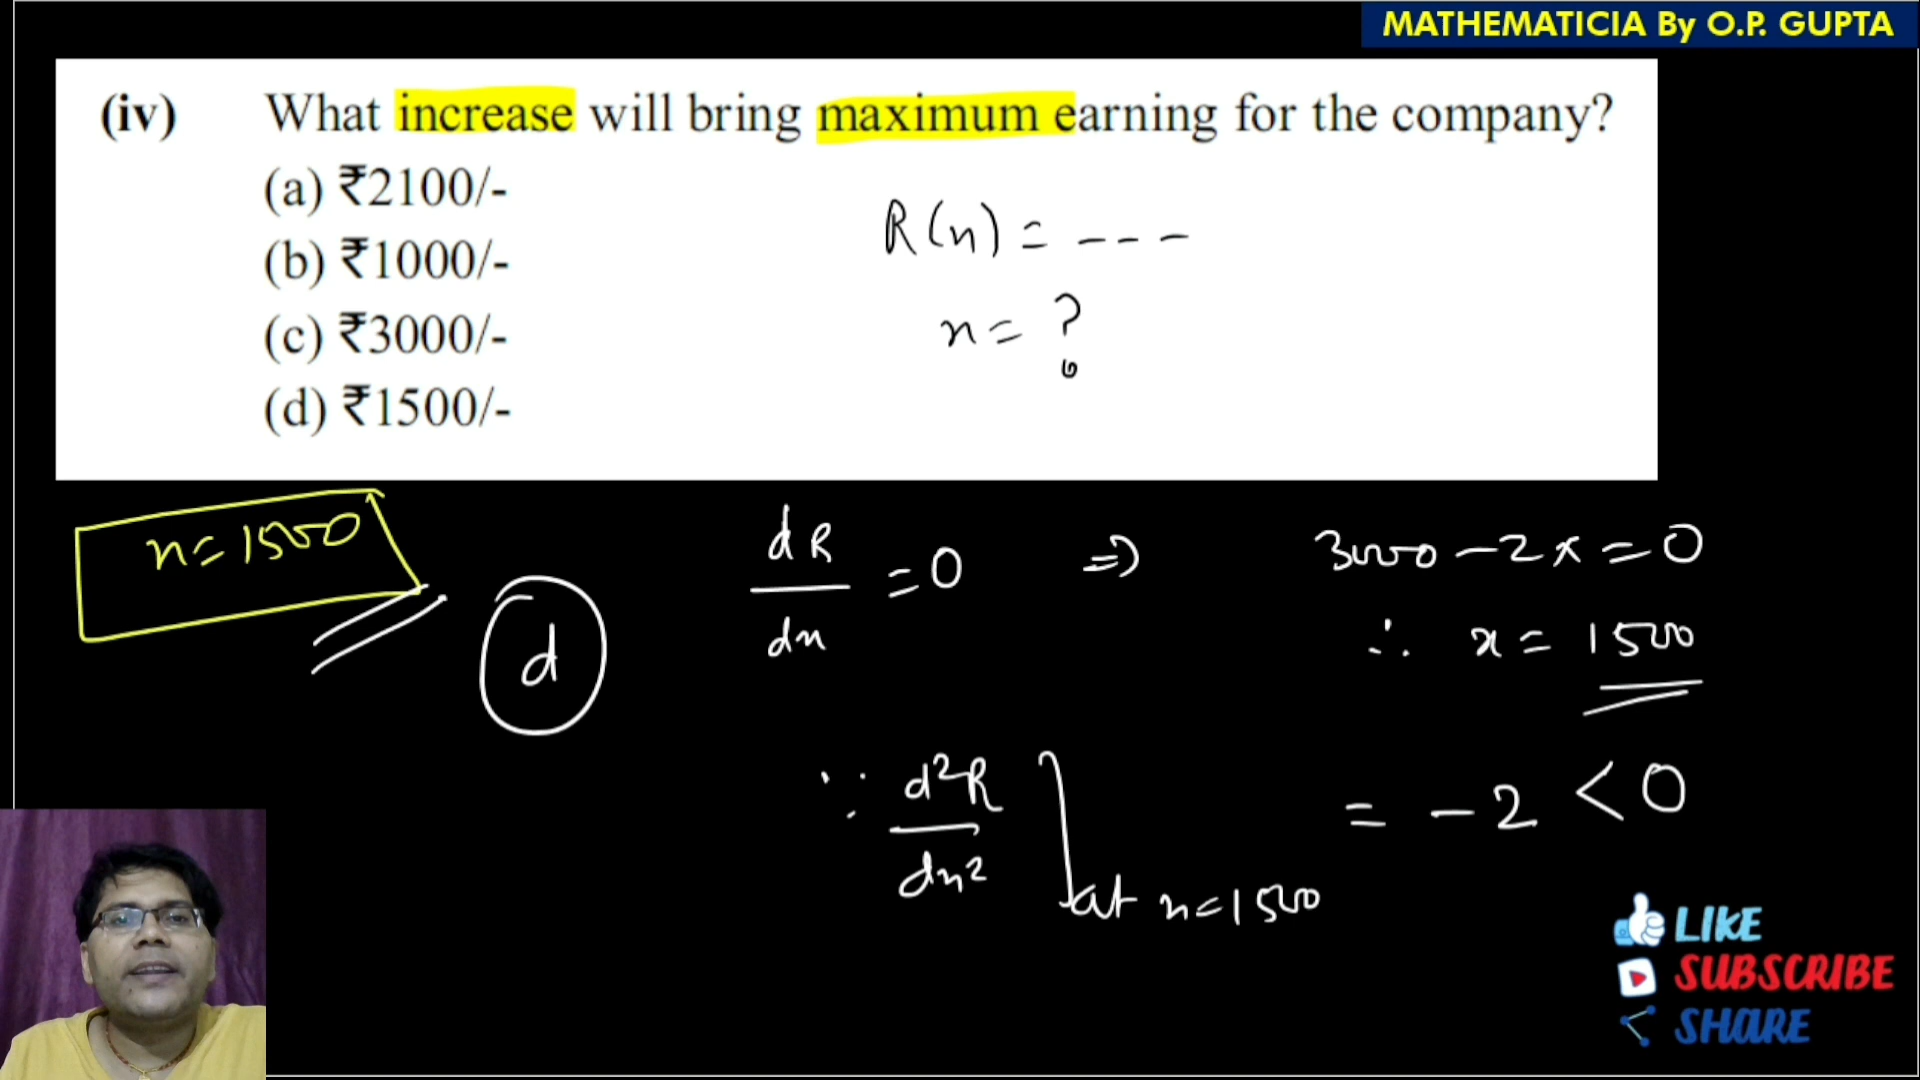 MATHEMATICIA By O.P. GUPTA
(iv) What increase will bring maximum earning for the company?
(a) ₹2100/-
(b) ₹1000/-
(c) ₹3000/-
(d) ₹1500/-
R(x) = ---
x = ?
x = 1500
d
dR/dx = 0 ⇒ 3000 - 2x = 0
∴ x = 1500
∵ d²R/dx² ] at x = 1500 = -2 < 0
LIKE
SUBSCRIBE
SHARE